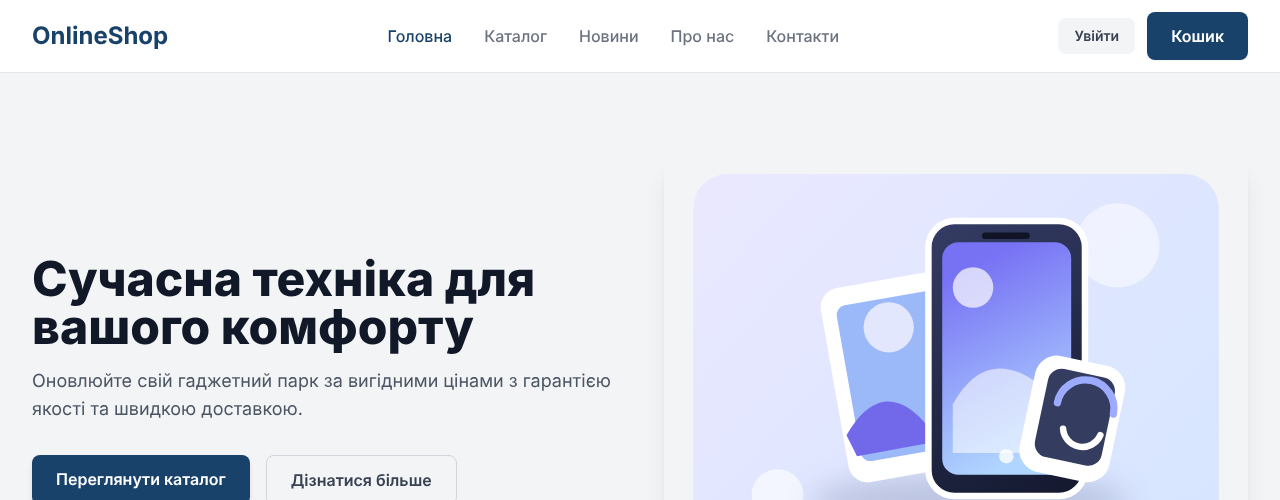 OnlineShop
Головна
Каталог
Новини
Про нас
Контакти
Увійти
Кошик
Сучасна техніка для
вашого комфорту
Оновлюйте свій гаджетний парк за вигідними цінами з гарантією
якості та швидкою доставкою.
Переглянути каталог
Дізнатися більше